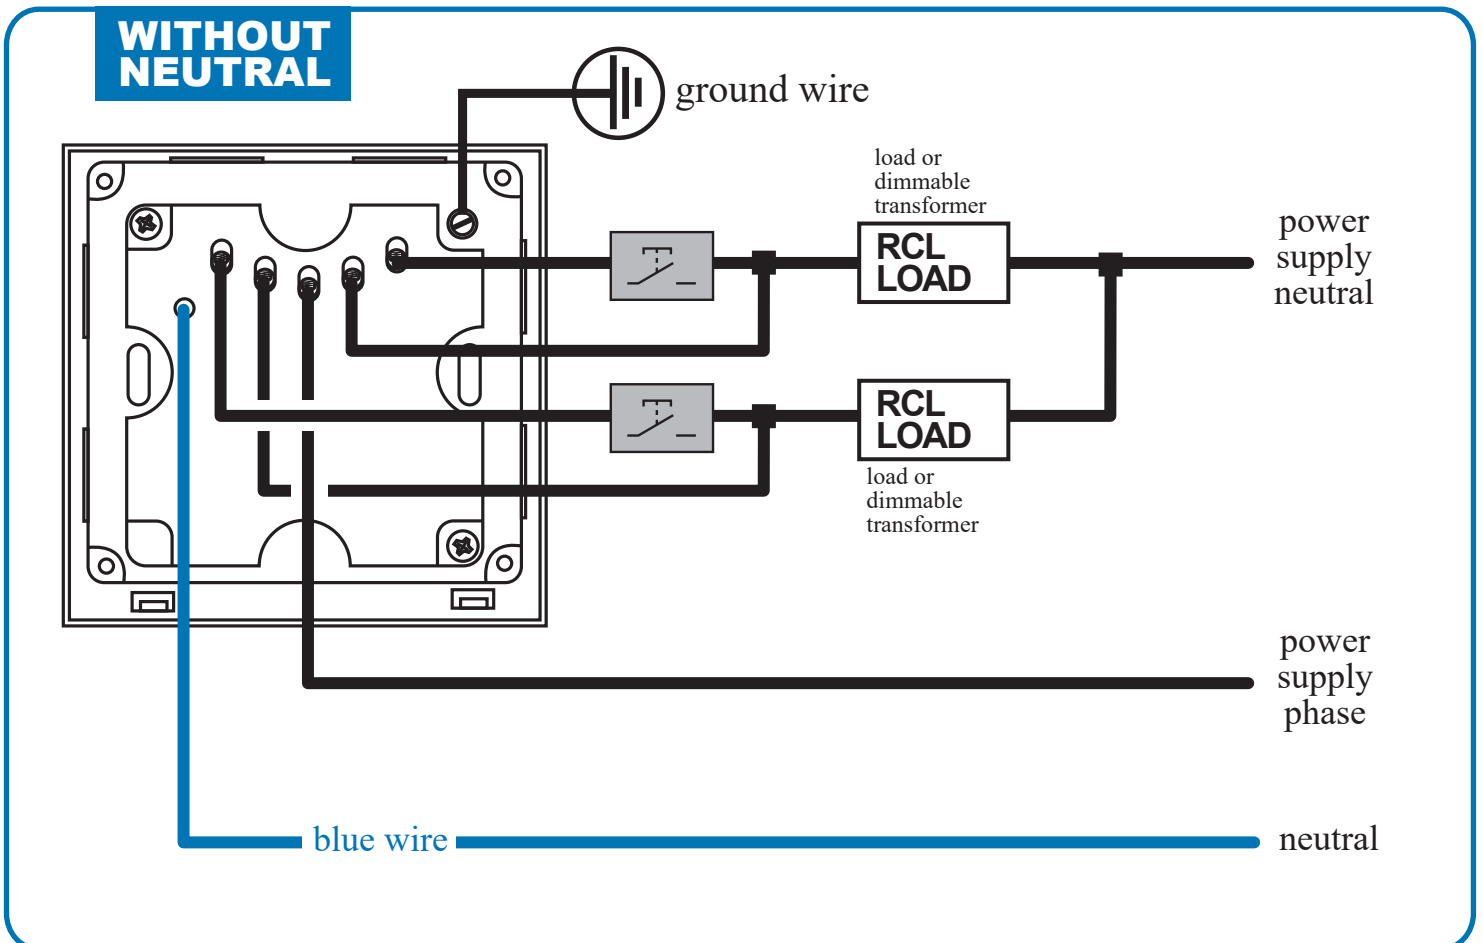 WITHOUT
NEUTRAL
ground wire
load or
dimmable
transformer
RCL
LOAD
power
supply
neutral
RCL
LOAD
load or
dimmable
transformer
power
supply
phase
blue wire
neutral